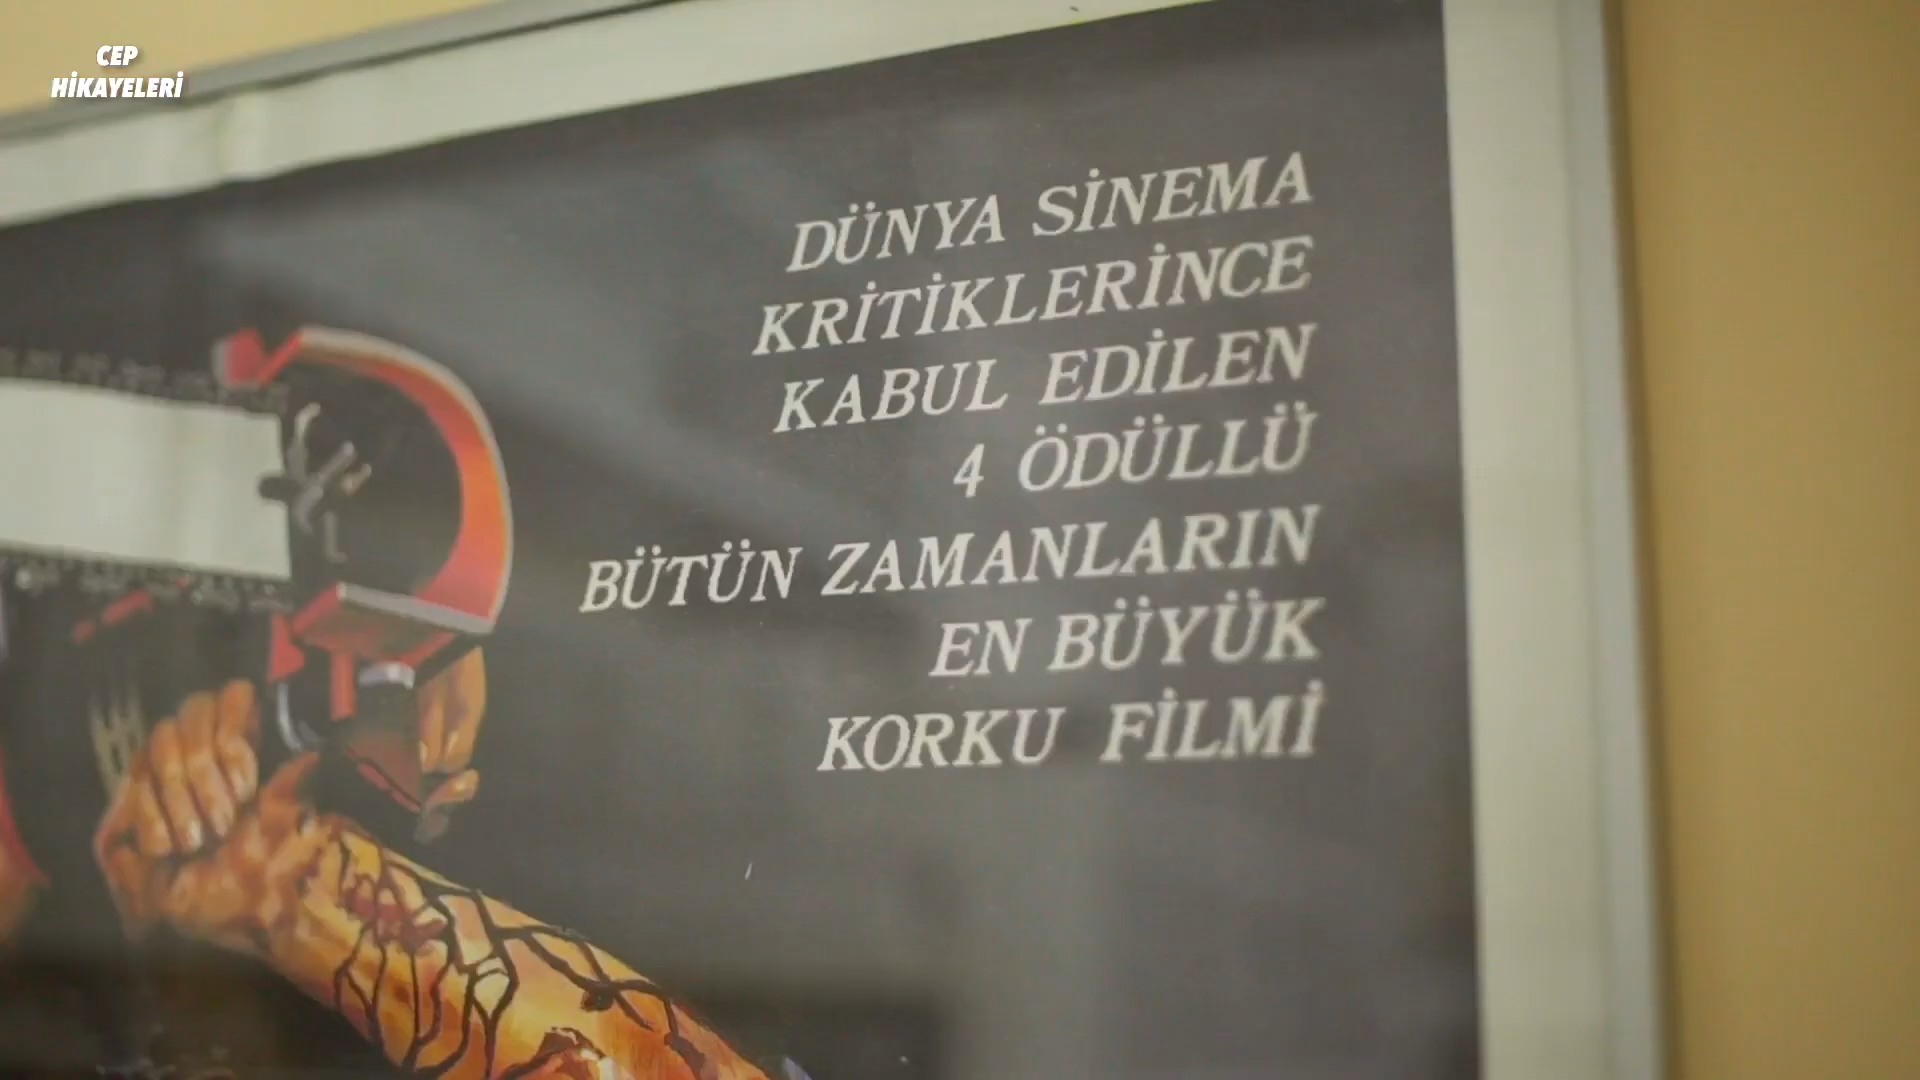 CEP
HİKAYELERİ
DÜNYA SİNEMA
KRİTİKLERİNCE
KABUL EDİLEN
4 ÖDÜLLÜ
BÜTÜN ZAMANLARIN
EN BÜYÜK
KORKU FİLMİ